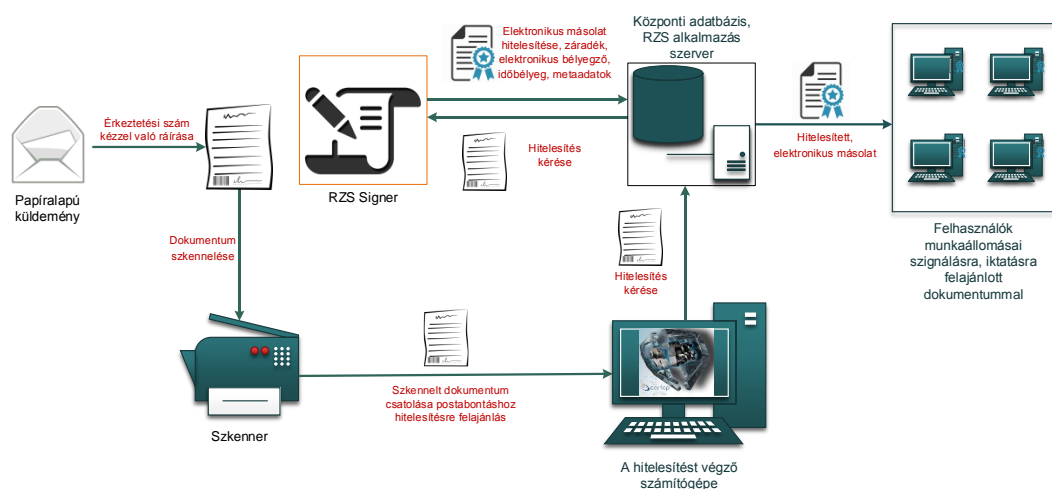 Elektronikus másolat
hitelesítése, záradék,
elektronikus bélyegző,
időbélyeg, metaadatok
Központi adatbázis,
RZS alkalmazás
szerver
Érkeztetési szám
kézzel való ráírása
Papíralapú
küldemény
RZS Signer
Hitelesítés
kérése
Hitelesített,
elektronikus másolat
Felhasználók
munkaállomásai
szignálásra, iktatásra
felajánlott
dokumentummal
Dokumentum
szkennelése
Hitelesítés
kérése
Szkennelt dokumentum
csatolása postabontáshoz
hitelesítésre felajánlás
Szkenner
A hitelesítést végző
számítógépe